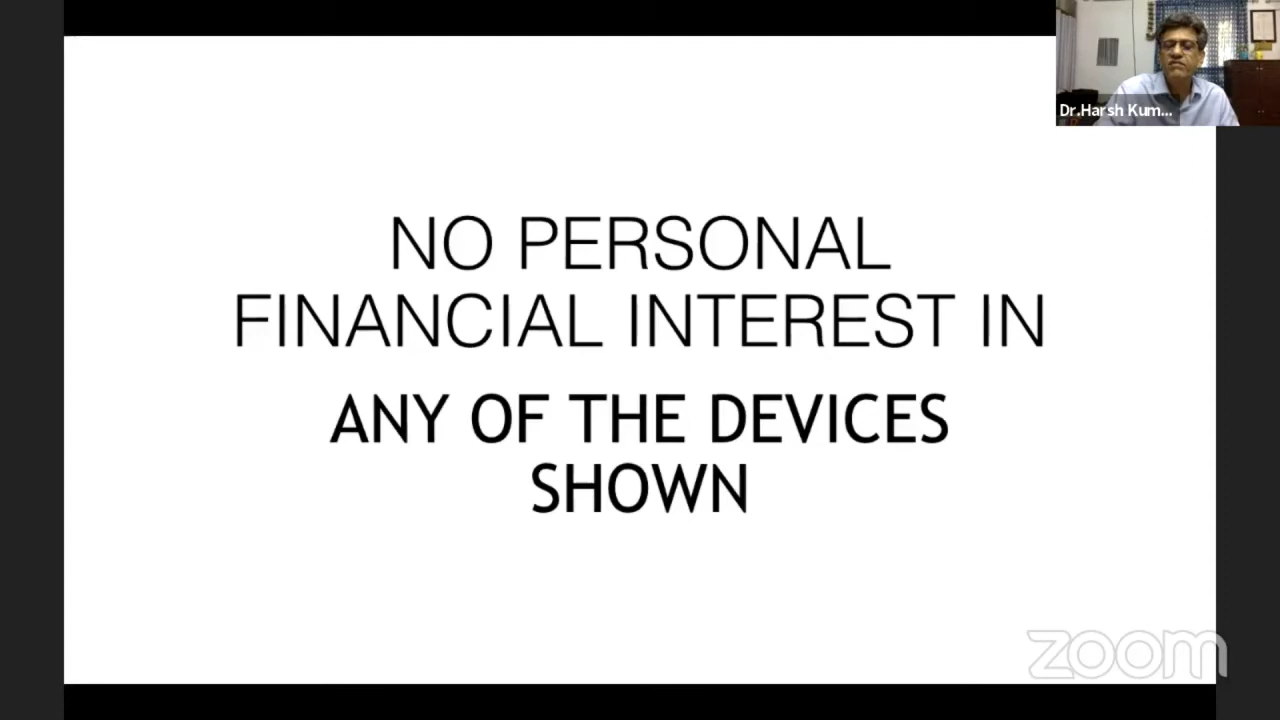 Dr.Harsh Kum...
NO PERSONAL
FINANCIAL INTEREST IN
ANY OF THE DEVICES
SHOWN
zoom